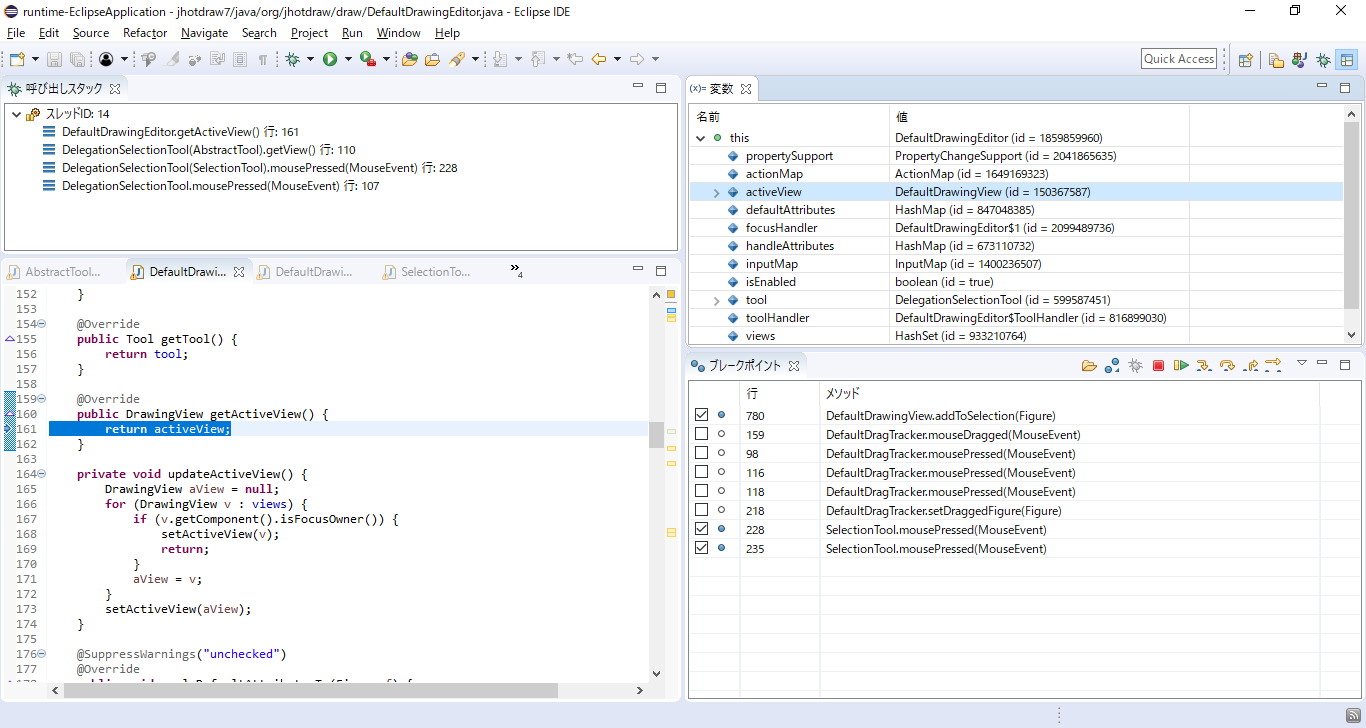 runtime-EclipseApplication - jhotdraw7/java/org/jhotdraw/draw/DefaultDrawingEditor.java - Eclipse IDE
File Edit Source Refactor Navigate Search Project Run Window Help
Quick Access
呼び出しスタック
スレッドID: 14
DefaultDrawingEditor.getActiveView() 行: 161
DelegationSelectionTool(AbstractTool).getView() 行: 110
DelegationSelectionTool(SelectionTool).mousePressed(MouseEvent) 行: 228
DelegationSelectionTool.mousePressed(MouseEvent) 行: 107
AbstractTool... DefaultDrawi... DefaultDrawi... SelectionTo... »4
152 }
153
154 @Override
155 public Tool getTool() {
156 return tool;
157 }
158
159 @Override
160 public DrawingView getActiveView() {
161 return activeView;
162 }
163
164 private void updateActiveView() {
165 DrawingView aView = null;
166 for (DrawingView v : views) {
167 if (v.getComponent().isFocusOwner()) {
168 setActiveView(v);
169 return;
170 }
171 aView = v;
172 }
173 setActiveView(aView);
174 }
175
176 @SuppressWarnings("unchecked")
177 @Override
(x)= 変数
名前 値
this DefaultDrawingEditor (id = 1859859960)
propertySupport PropertyChangeSupport (id = 2041865635)
actionMap ActionMap (id = 1649169323)
activeView DefaultDrawingView (id = 150367587)
defaultAttributes HashMap (id = 847048385)
focusHandler DefaultDrawingEditor$1 (id = 2099489736)
handleAttributes HashMap (id = 673110732)
inputMap InputMap (id = 1400236507)
isEnabled boolean (id = true)
tool DelegationSelectionTool (id = 599587451)
toolHandler DefaultDrawingEditor$ToolHandler (id = 816899030)
views HashSet (id = 933210764)
ブレークポイント
行 メソッド
780 DefaultDrawingView.addToSelection(Figure)
159 DefaultDragTracker.mouseDragged(MouseEvent)
98 DefaultDragTracker.mousePressed(MouseEvent)
116 DefaultDragTracker.mousePressed(MouseEvent)
118 DefaultDragTracker.mousePressed(MouseEvent)
218 DefaultDragTracker.setDraggedFigure(Figure)
228 SelectionTool.mousePressed(MouseEvent)
235 SelectionTool.mousePressed(MouseEvent)